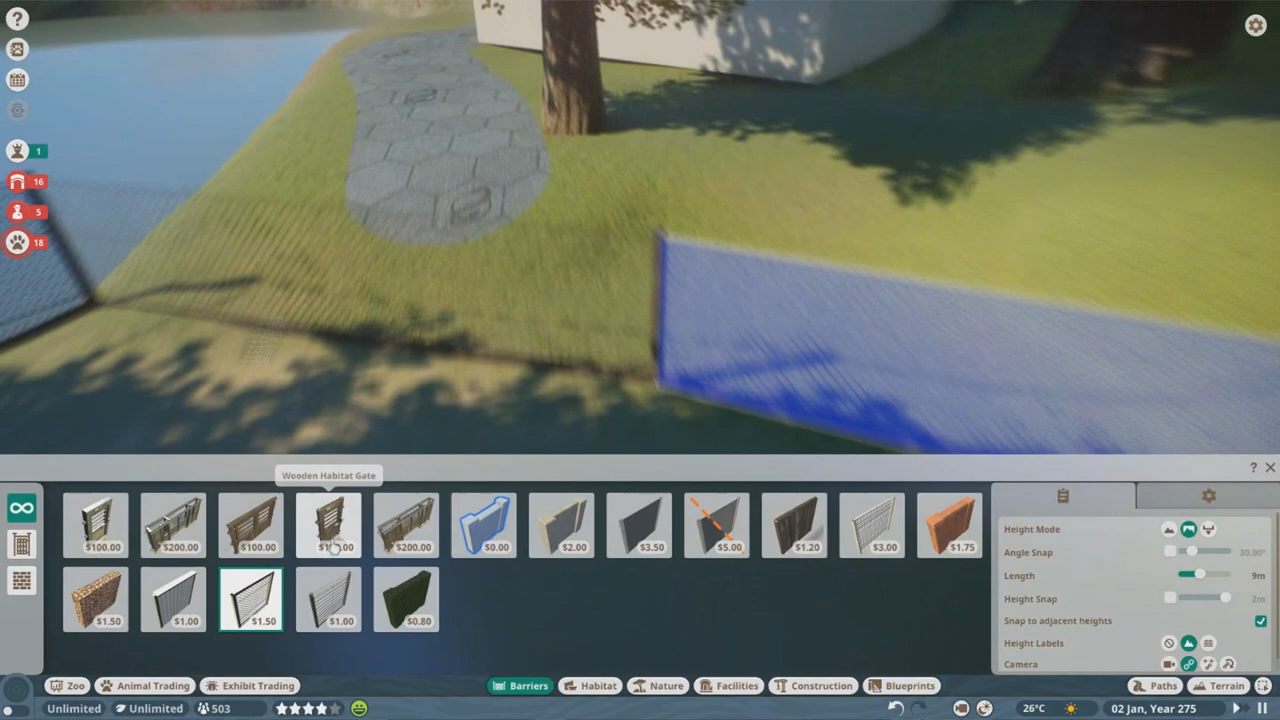 ?
1
16
5
18
Wooden Habitat Gate
?
$100.00
$200.00
$100.00
$200.00
$0.00
$2.00
$3.50
$5.00
$1.20
$3.00
$1.75
$1.50
$1.00
$1.50
$1.00
$0.80
Height Mode
Angle Snap 30.00°
Length 9m
Height Snap 2m
Snap to adjacent heights
Height Labels
Camera
Zoo Animal Trading Exhibit Trading Barriers Habitat Nature Facilities Construction Blueprints Paths Terrain
Unlimited Unlimited 503 26°C 02 Jan, Year 275